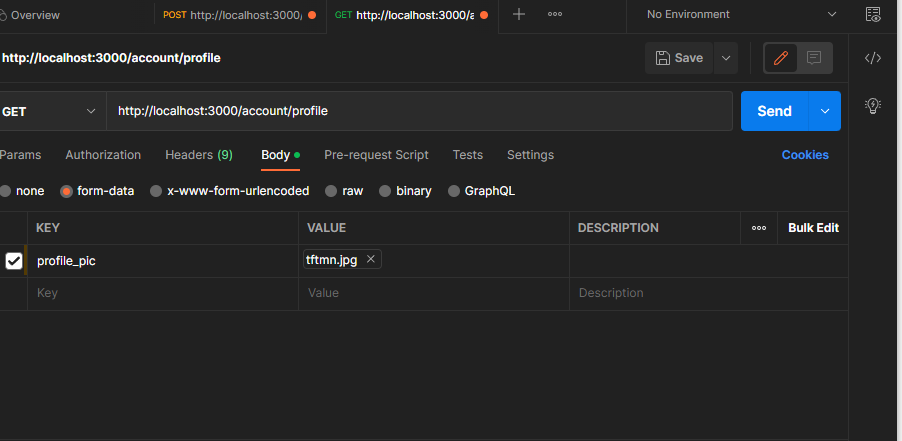 Overview POST http://localhost:3000/ GET http://localhost:3000/a No Environment
http://localhost:3000/account/profile Save
GET http://localhost:3000/account/profile Send
Params Authorization Headers (9) Body Pre-request Script Tests Settings Cookies
none form-data x-www-form-urlencoded raw binary GraphQL
KEY VALUE DESCRIPTION Bulk Edit
profile_pic tftmn.jpg
Key Value Description